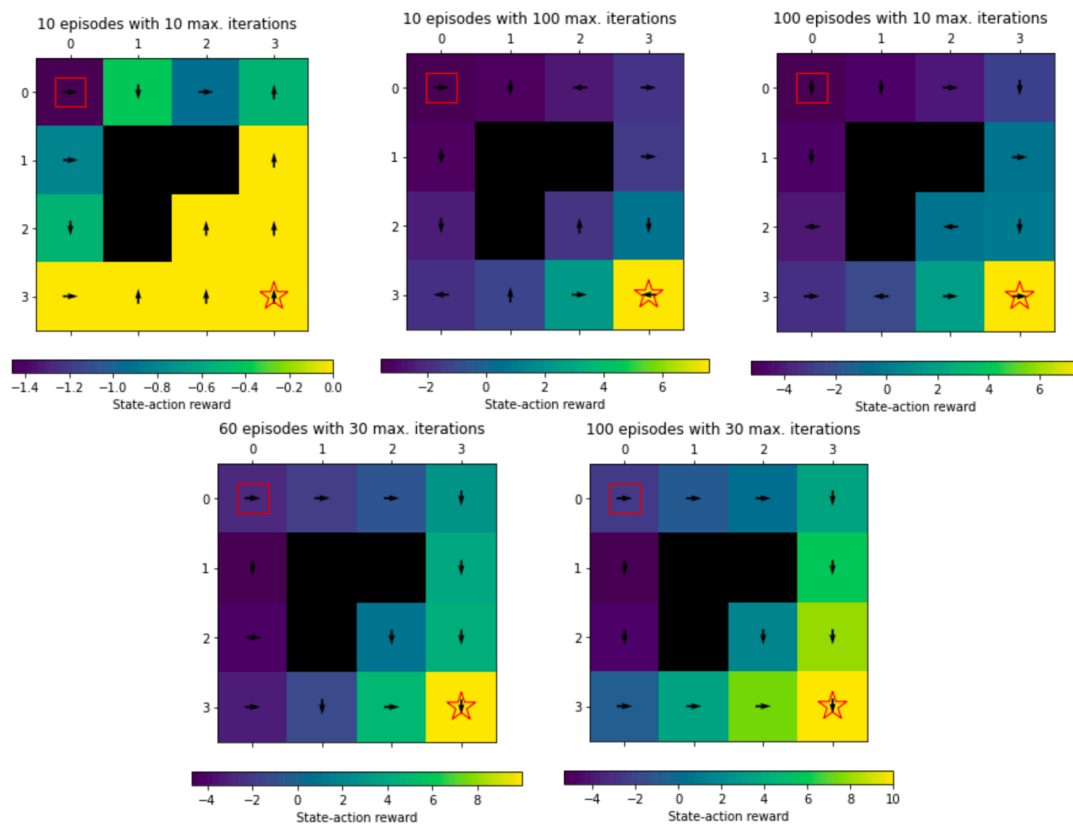 10 episodes with 10 max. iterations
0 1 2 3
0
1
2
3
−1.4 −1.2 −1.0 −0.8 −0.6 −0.4 −0.2 0.0
State-action reward
10 episodes with 100 max. iterations
0 1 2 3
0
1
2
3
−2 0 2 4 6
State-action reward
100 episodes with 10 max. iterations
0 1 2 3
0
1
2
3
−4 −2 0 2 4 6
State-action reward
60 episodes with 30 max. iterations
0 1 2 3
0
1
2
3
−4 −2 0 2 4 6 8
State-action reward
100 episodes with 30 max. iterations
0 1 2 3
0
1
2
3
−4 −2 0 2 4 6 8 10
State-action reward